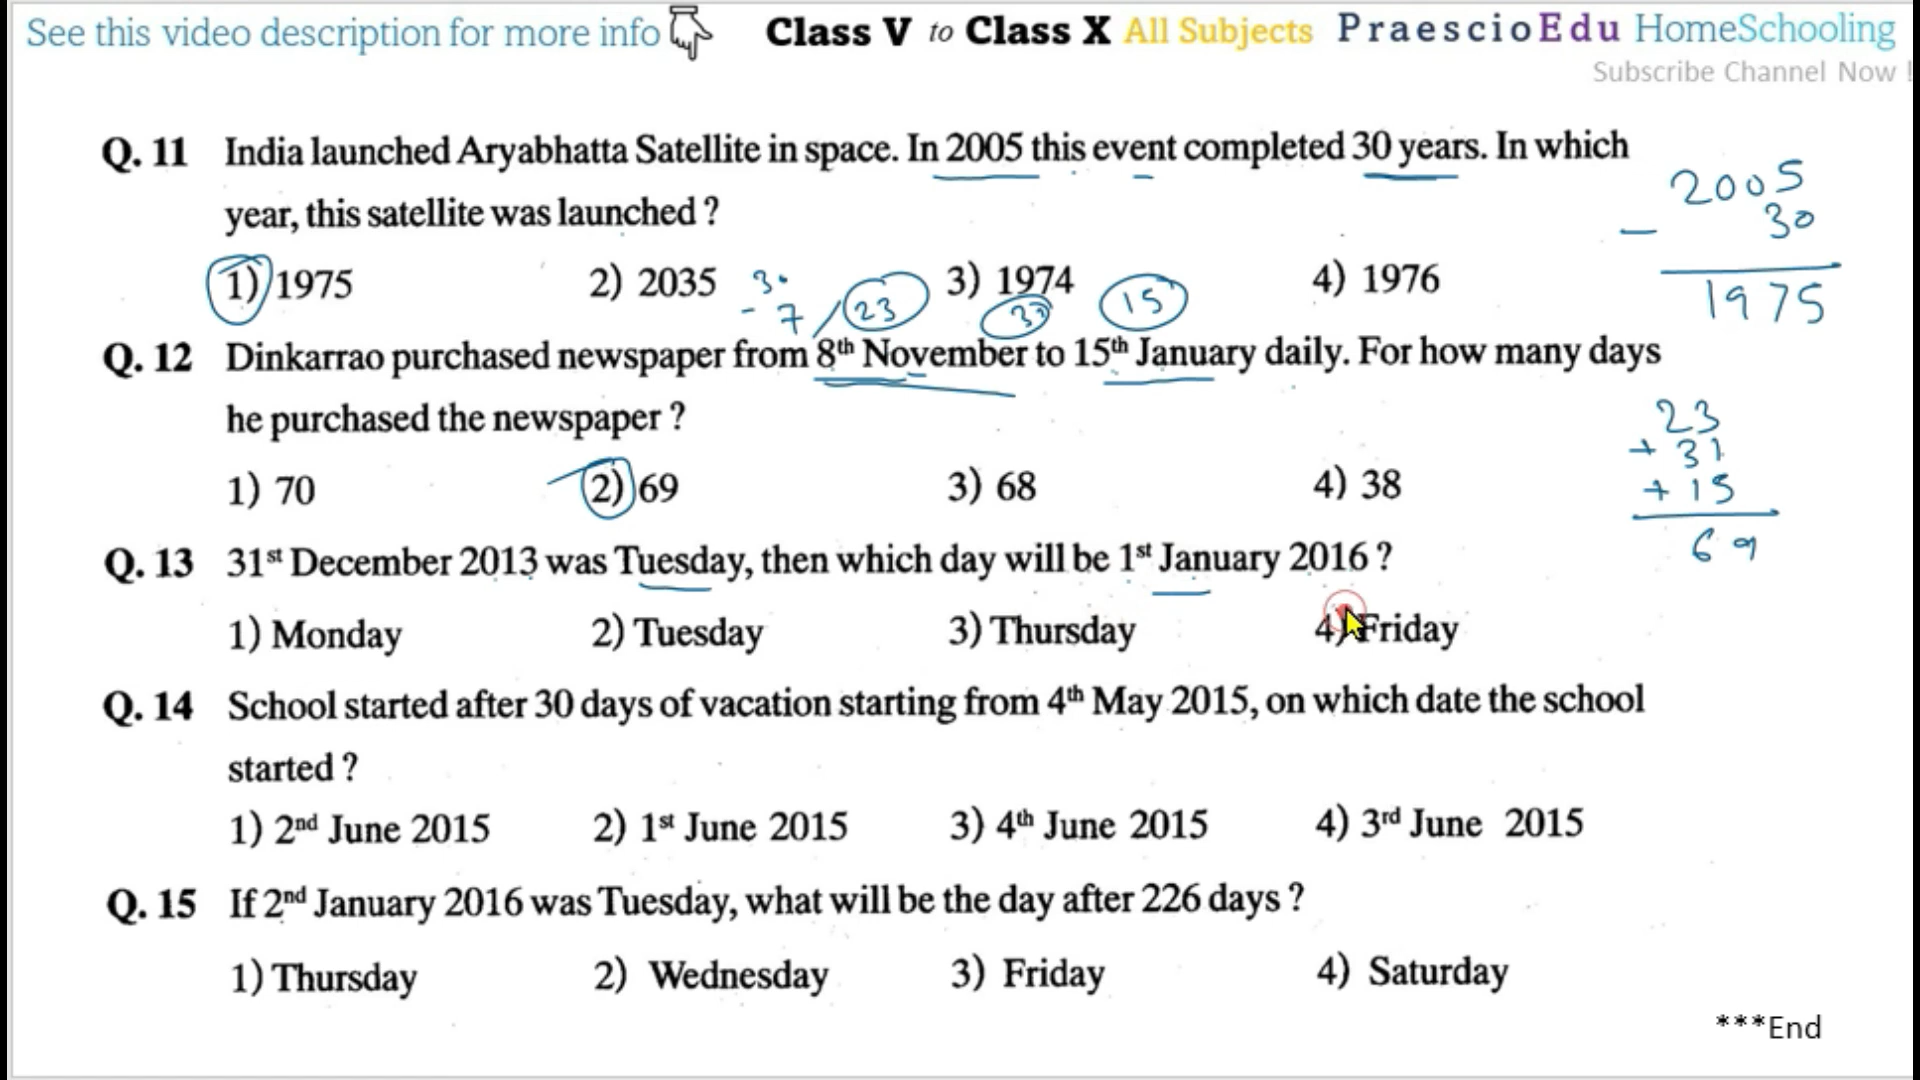 See this video description for more info Class V to Class X All Subjects PraescioEdu HomeSchooling
Subscribe Channel Now !
Q. 11 India launched Aryabhatta Satellite in space. In 2005 this event completed 30 years. In which
year, this satellite was launched ?
2005
- 30
1975
1) 1975 2) 2035 3) 1974 4) 1976
30
- 7 / 23 31 15
Q. 12 Dinkarrao purchased newspaper from 8th November to 15th January daily. For how many days
he purchased the newspaper ?
23
+ 31
+ 15
69
1) 70 2) 69 3) 68 4) 38
Q. 13 31st December 2013 was Tuesday, then which day will be 1st January 2016 ?
1) Monday 2) Tuesday 3) Thursday 4) Friday
Q. 14 School started after 30 days of vacation starting from 4th May 2015, on which date the school
started ?
1) 2nd June 2015 2) 1st June 2015 3) 4th June 2015 4) 3rd June 2015
Q. 15 If 2nd January 2016 was Tuesday, what will be the day after 226 days ?
1) Thursday 2) Wednesday 3) Friday 4) Saturday
***End